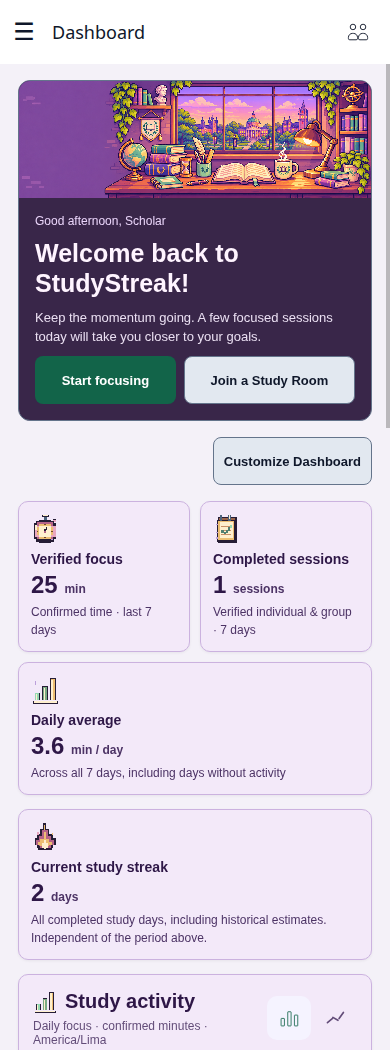 Dashboard
Good afternoon, Scholar
Welcome back to
StudyStreak!
Keep the momentum going. A few focused sessions
today will take you closer to your goals.
Start focusing
Join a Study Room
Customize Dashboard
Verified focus
25 min
Confirmed time · last 7
days
Completed sessions
1 sessions
Verified individual & group
· 7 days
Daily average
3.6 min / day
Across all 7 days, including days without activity
Current study streak
2 days
All completed study days, including historical estimates.
Independent of the period above.
Study activity
Daily focus · confirmed minutes ·
America/Lima